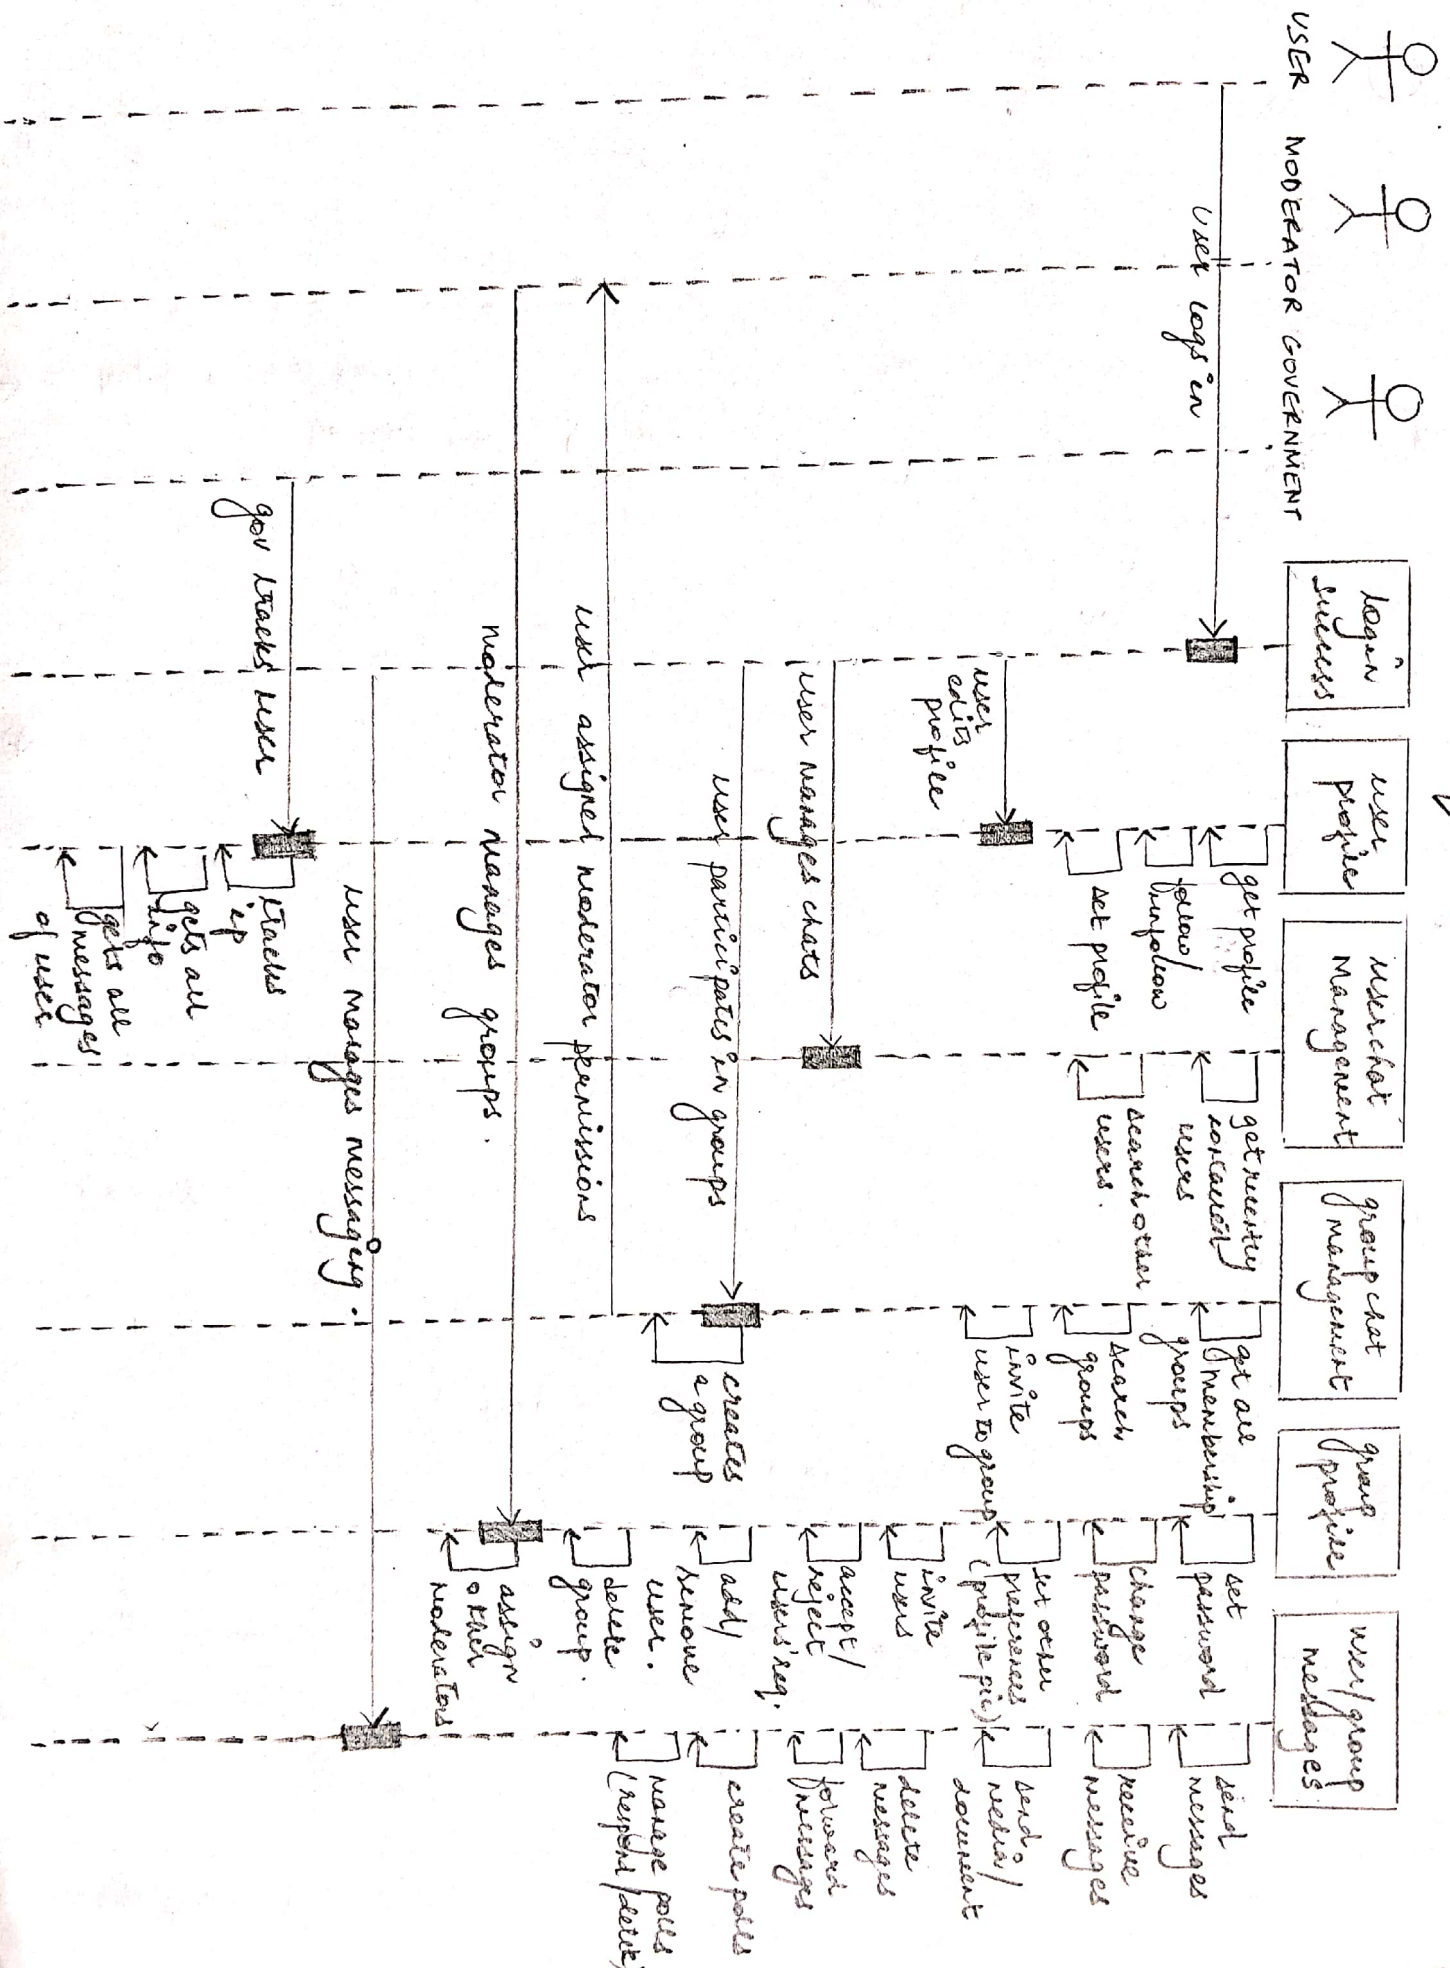 USER
MODERATOR
GOVERNMENT
login
success
user
profile
user chat
Management
group chat
management
group
profile
user/group
messages
user logs in
get profile
follow/
unfollow
set profile
get recently
contacted
users
search other
users.
get all
membership
groups
search
groups
invite
user to group
set
password
change
password
set other
preferences
(profile pic)
invite
users
accept/
reject
users' req.
add/
remove
user.
delete
group.
assign
other
moderators
send
messages
receive
messages
send
media/
document
delete
messages
forward
messages
create polls
manage polls
(respond/delete)
user
edits
profile
user manages chats
user participates in groups
creates
a group
user assigned moderator permissions
moderator manages groups.
user manages messaging.
gov tracks user
tracks
ip
gets all
info
gets all
messages
of user